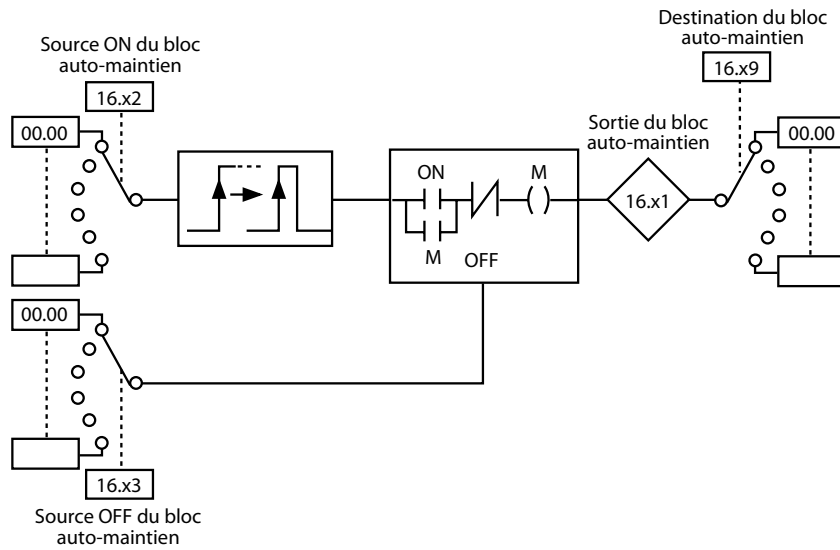 Source ON du bloc
auto-maintien
16.x2
00.00
Destination du bloc
auto-maintien
16.x9
Sortie du bloc
auto-maintien
00.00
ON
M
16.x1
M
OFF
00.00
16.x3
Source OFF du bloc
auto-maintien